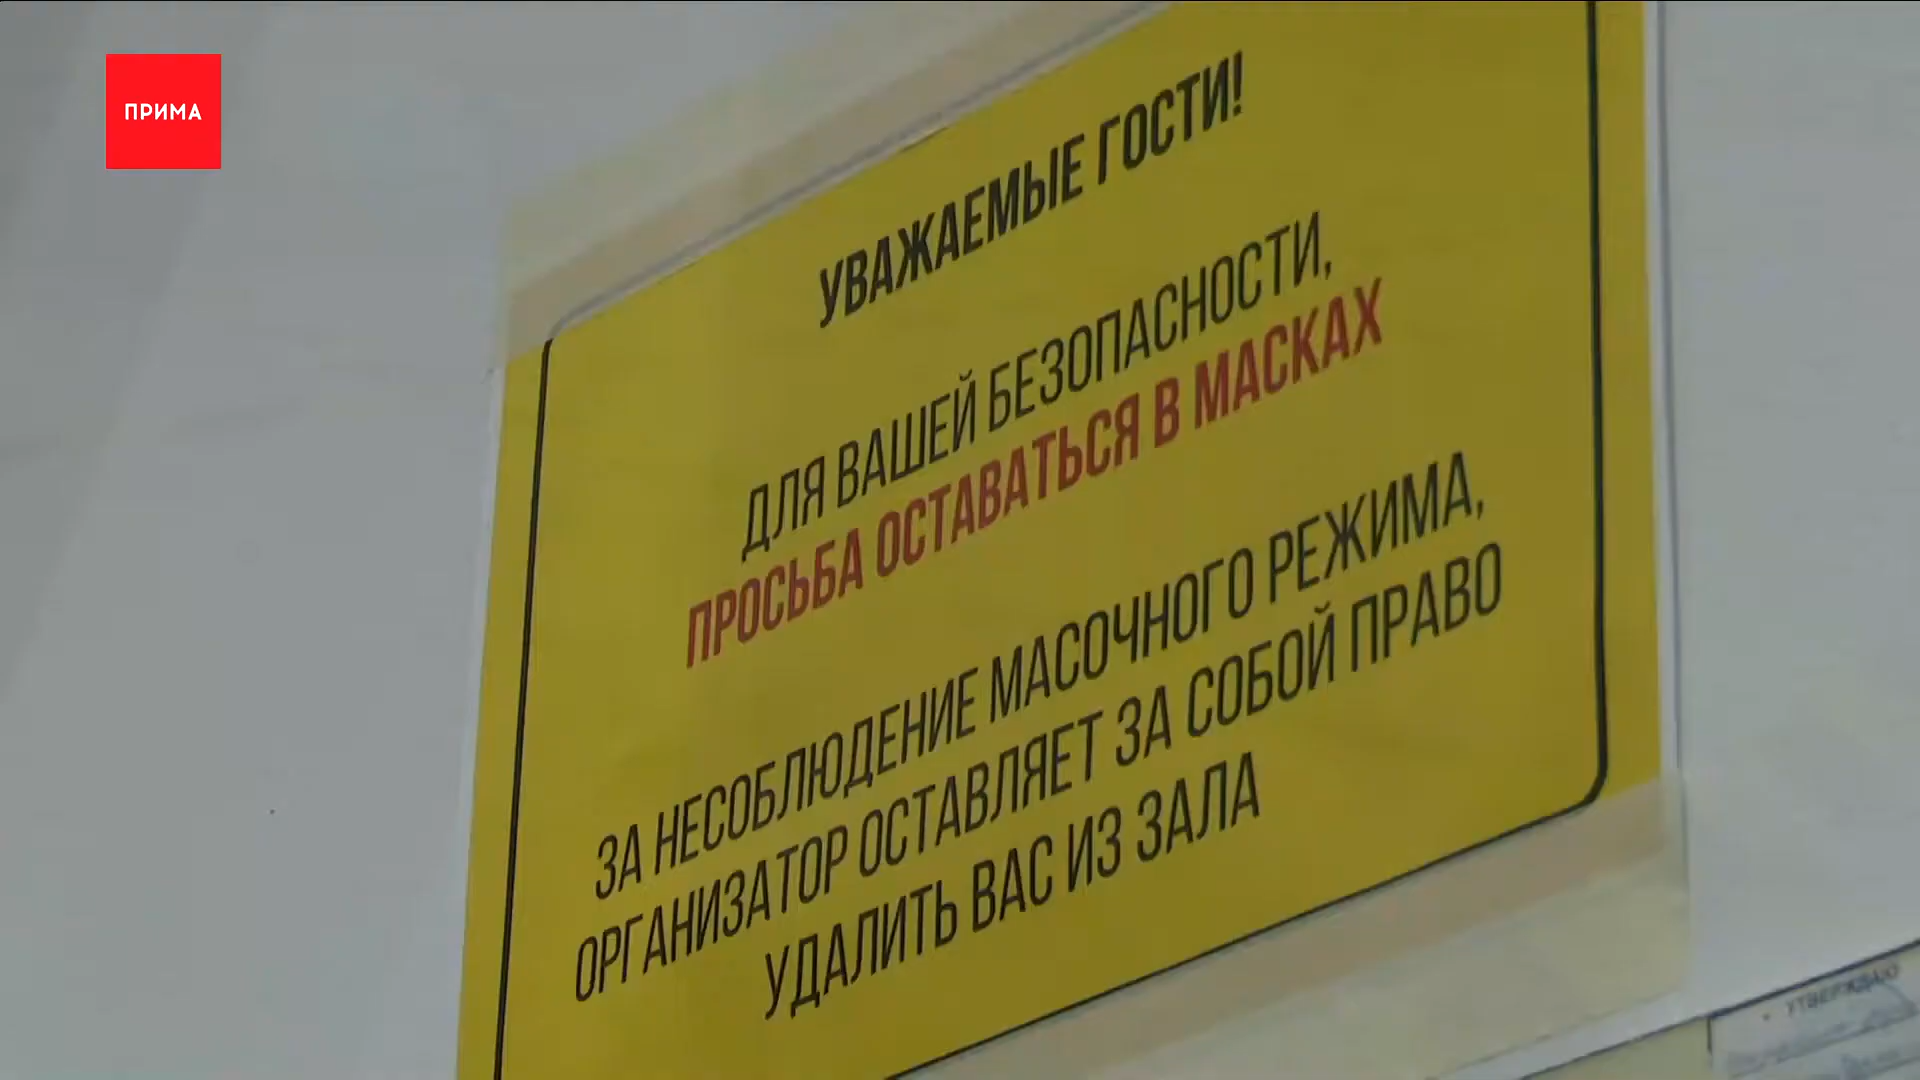 ПРИМА
УВАЖАЕМЫЕ ГОСТИ!
ДЛЯ ВАШЕЙ БЕЗОПАСНОСТИ,
ПРОСЬБА ОСТАВАТЬСЯ В МАСКАХ
ЗА НЕСОБЛЮДЕНИЕ МАСОЧНОГО РЕЖИМА,
ОРГАНИЗАТОР ОСТАВЛЯЕТ ЗА СОБОЙ ПРАВО
УДАЛИТЬ ВАС ИЗ ЗАЛА
УТВЕРЖДАЮ